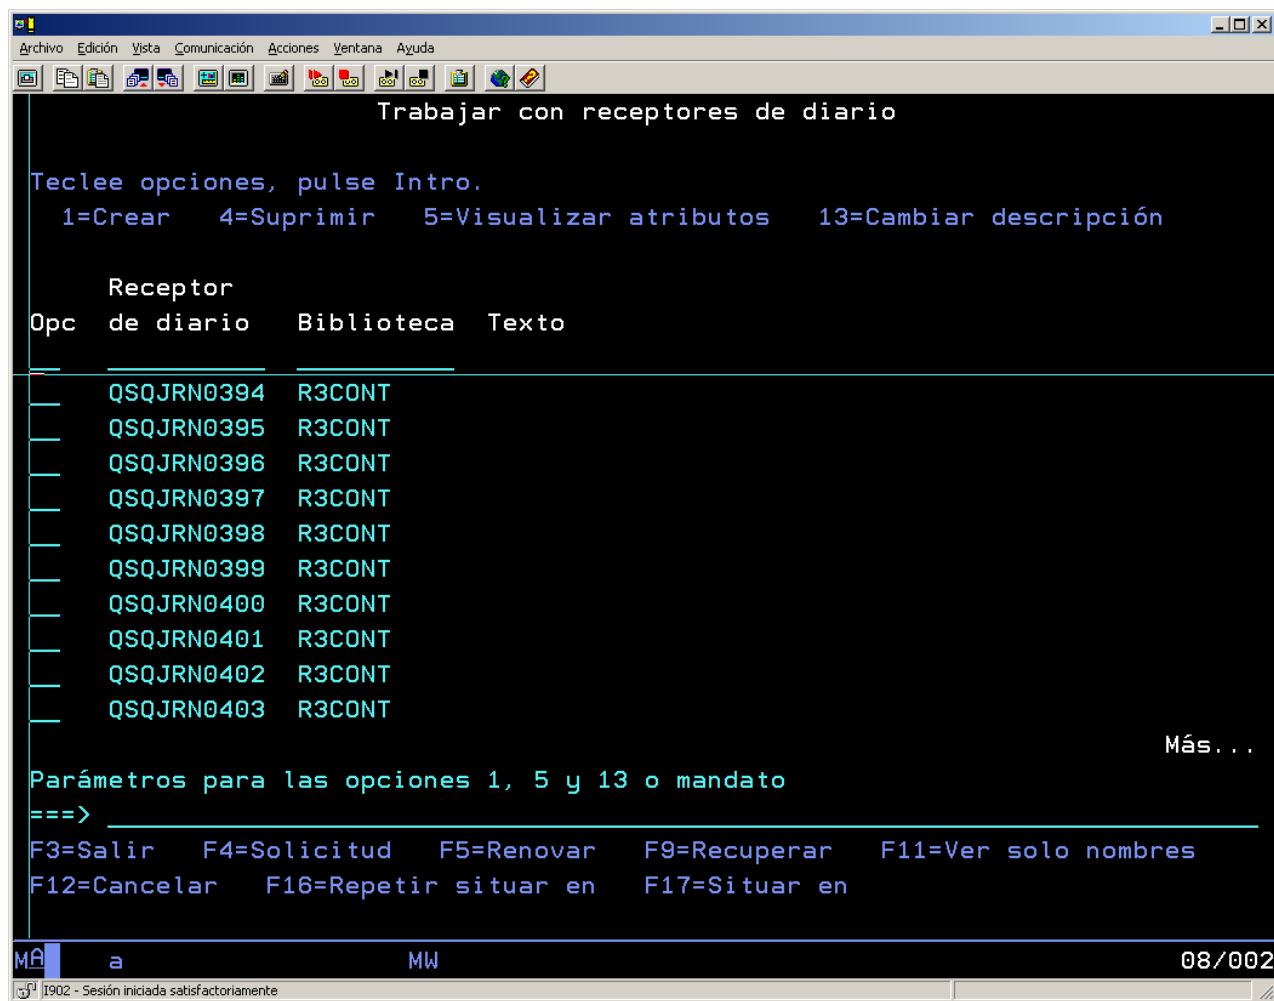 Archivo Edición Vista Comunicación Acciones Ventana Ayuda
Trabajar con receptores de diario
Teclee opciones, pulse Intro.
1=Crear 4=Suprimir 5=Visualizar atributos 13=Cambiar descripción
Receptor
Opc de diario Biblioteca Texto
QSQJRN0394 R3CONT
QSQJRN0395 R3CONT
QSQJRN0396 R3CONT
QSQJRN0397 R3CONT
QSQJRN0398 R3CONT
QSQJRN0399 R3CONT
QSQJRN0400 R3CONT
QSQJRN0401 R3CONT
QSQJRN0402 R3CONT
QSQJRN0403 R3CONT
Más...
Parámetros para las opciones 1, 5 y 13 o mandato
===>
F3=Salir F4=Solicitud F5=Renovar F9=Recuperar F11=Ver solo nombres
F12=Cancelar F16=Repetir situar en F17=Situar en
MA a MW 08/002
I902 - Sesión iniciada satisfactoriamente